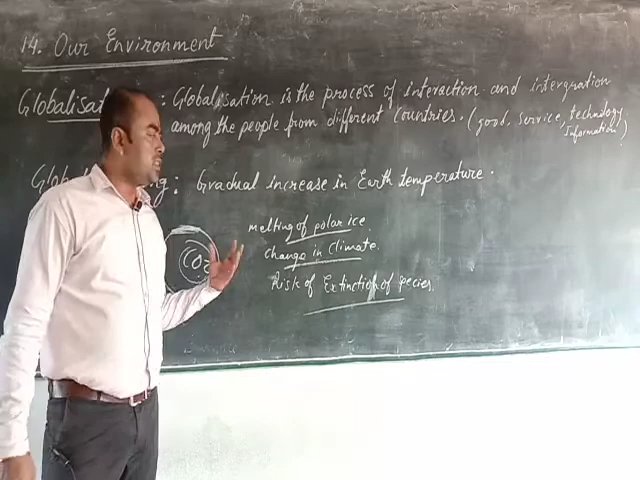 14. Our Environment
Globalisat : Globalisation is the process of interaction and intergration
among the people from different Countries. (good, service, technology
Information)
Glob ng : Gradual increase in Earth temperature.
melting of polar ice
change in Climate.
CO2
Risk of Extinction of species.